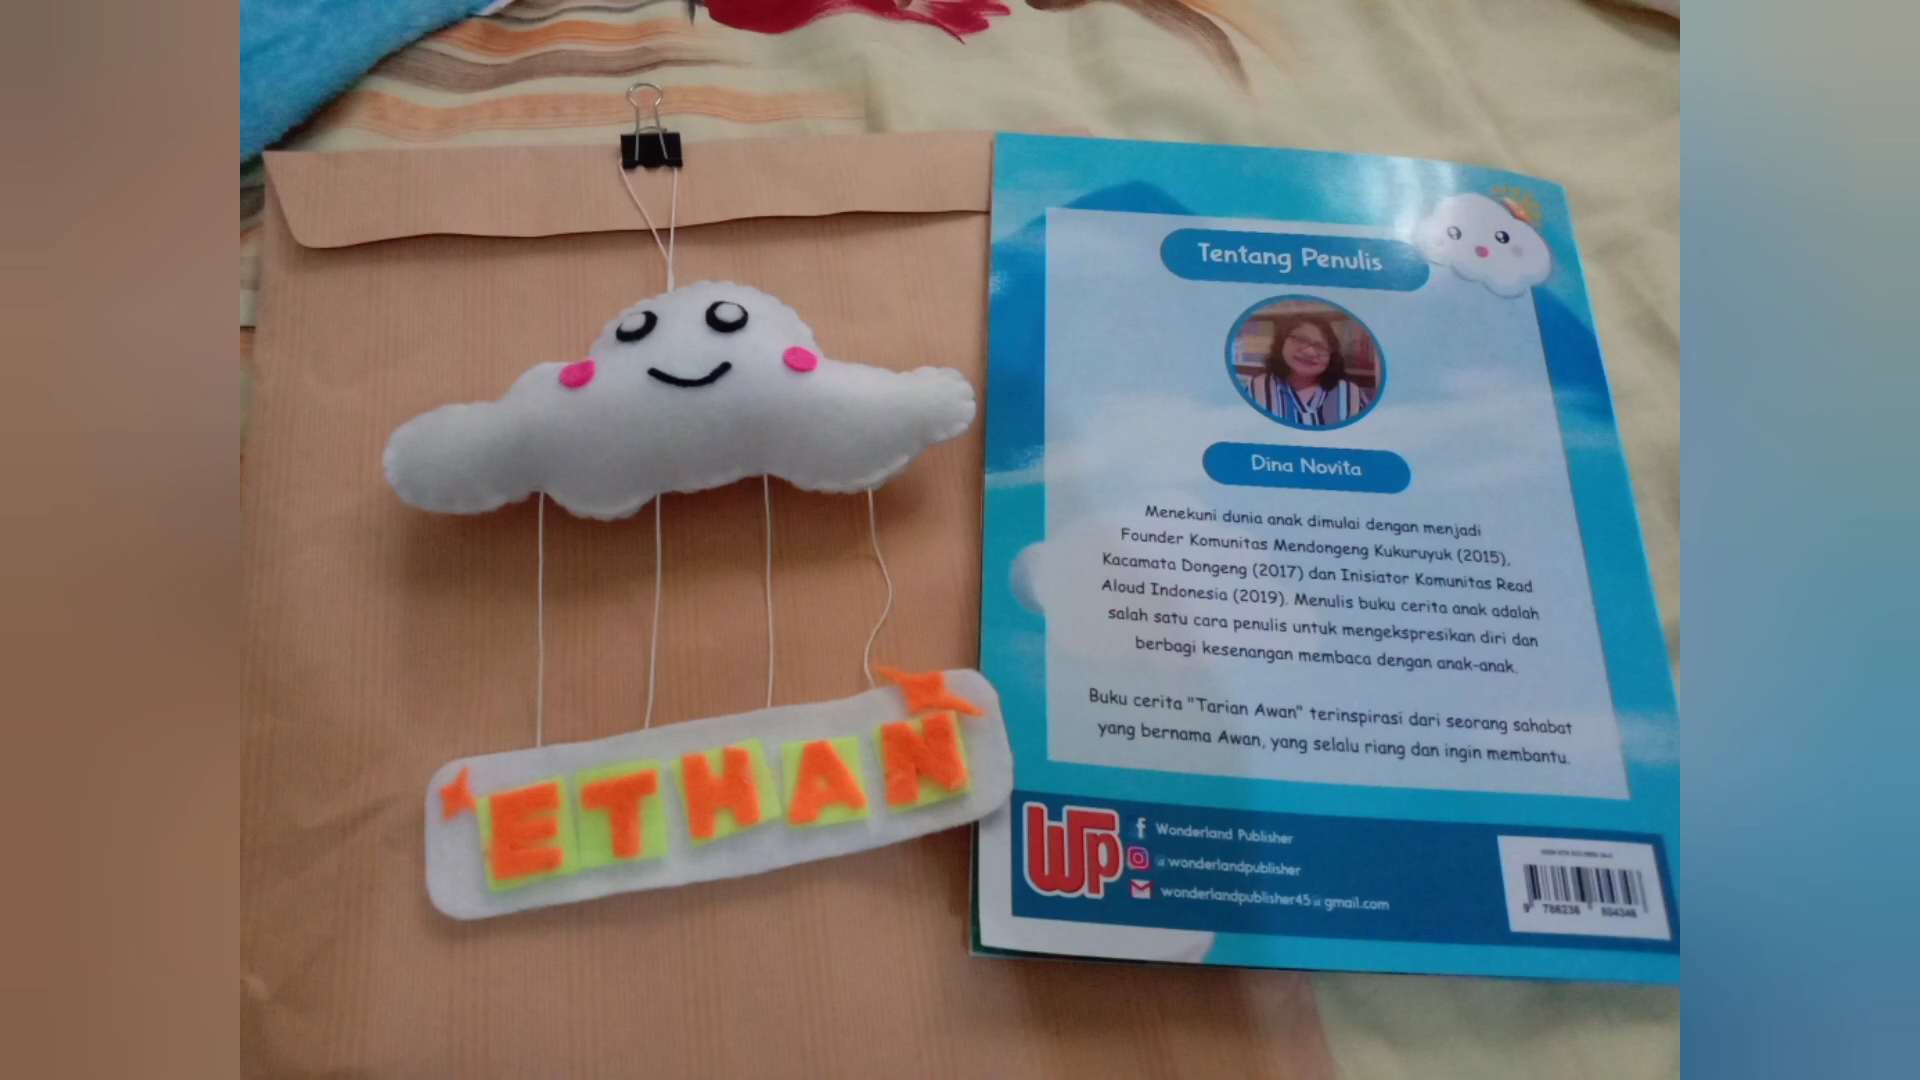 ETHAN
Tentang Penulis
Dina Novita
Menekuni dunia anak dimulai dengan menjadi
Founder Komunitas Mendongeng Kukuruyuk (2015),
Kacamata Dongeng (2017) dan Inisiator Komunitas Read
Aloud Indonesia (2019). Menulis buku cerita anak adalah
salah satu cara penulis untuk mengekspresikan diri dan
berbagi kesenangan membaca dengan anak-anak.
Buku cerita "Tarian Awan" terinspirasi dari seorang sahabat
yang bernama Awan, yang selalu riang dan ingin membantu.
WP
Wonderland Publisher
@wonderlandpublisher
wonderlandpublisher45@gmail.com
9 786236 804346